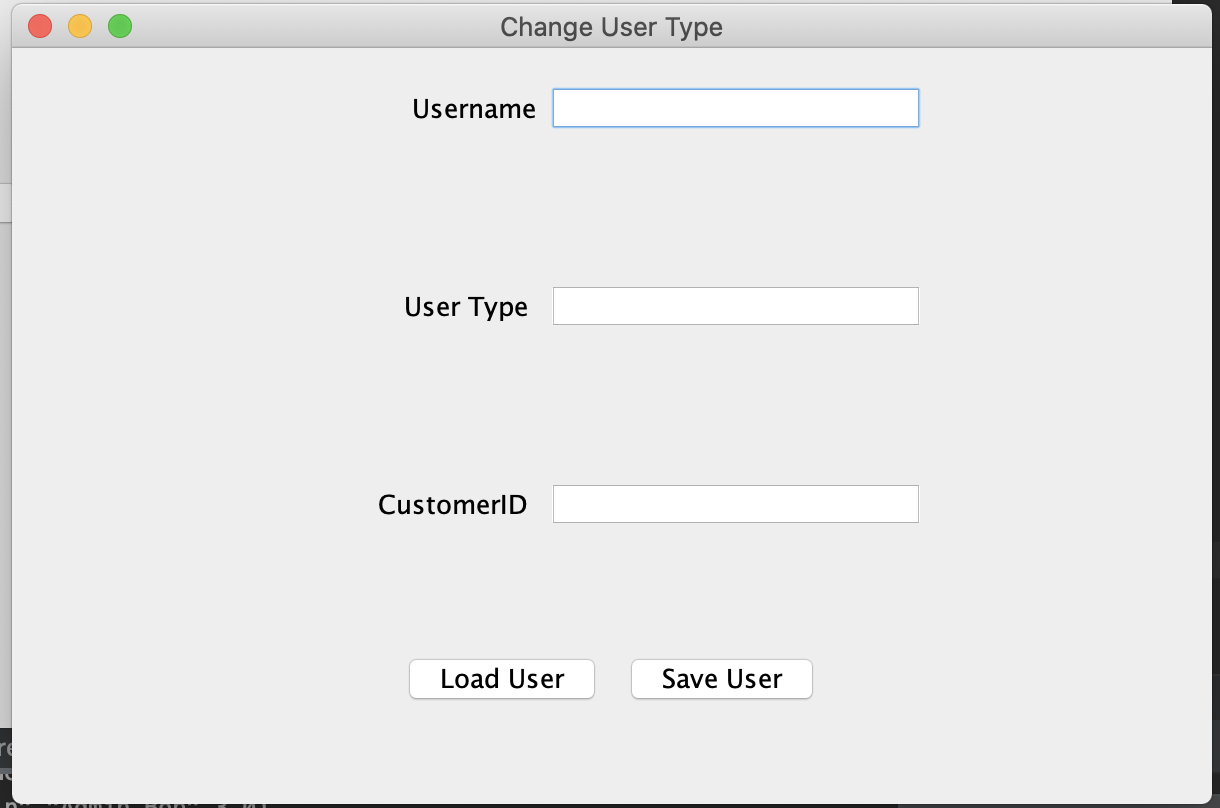 Change User Type
Username
User Type
CustomerID
Load User Save User